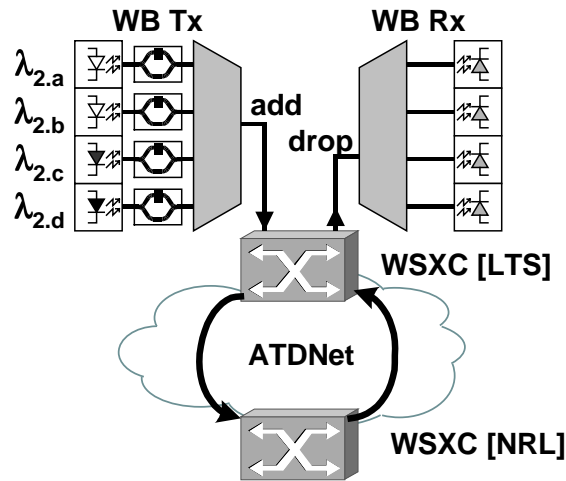 WB Tx
WB Rx
λ2.a
λ2.b
λ2.c
λ2.d
add
drop
WSXC [LTS]
ATDNet
WSXC [NRL]